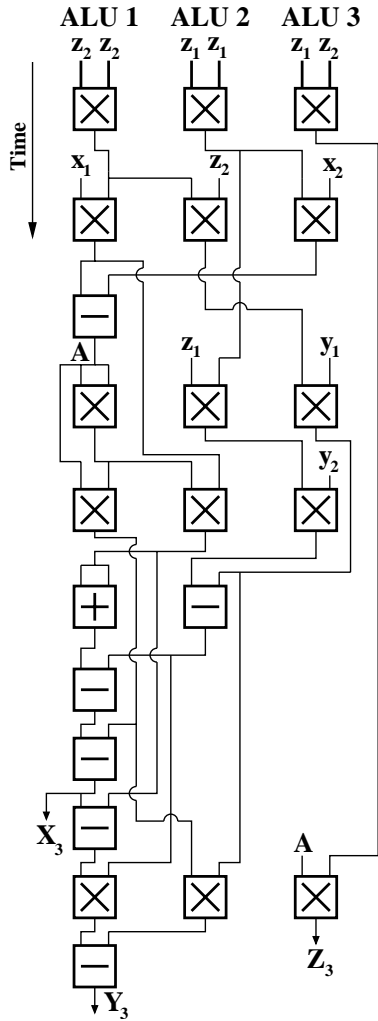 ALU 1 ALU 2 ALU 3
z₂ z₂ z₁ z₁ z₁ z₂
Time
x₁ z₂ x₂
A
z₁ y₁
y₂
X₃
A
Z₃
Y₃